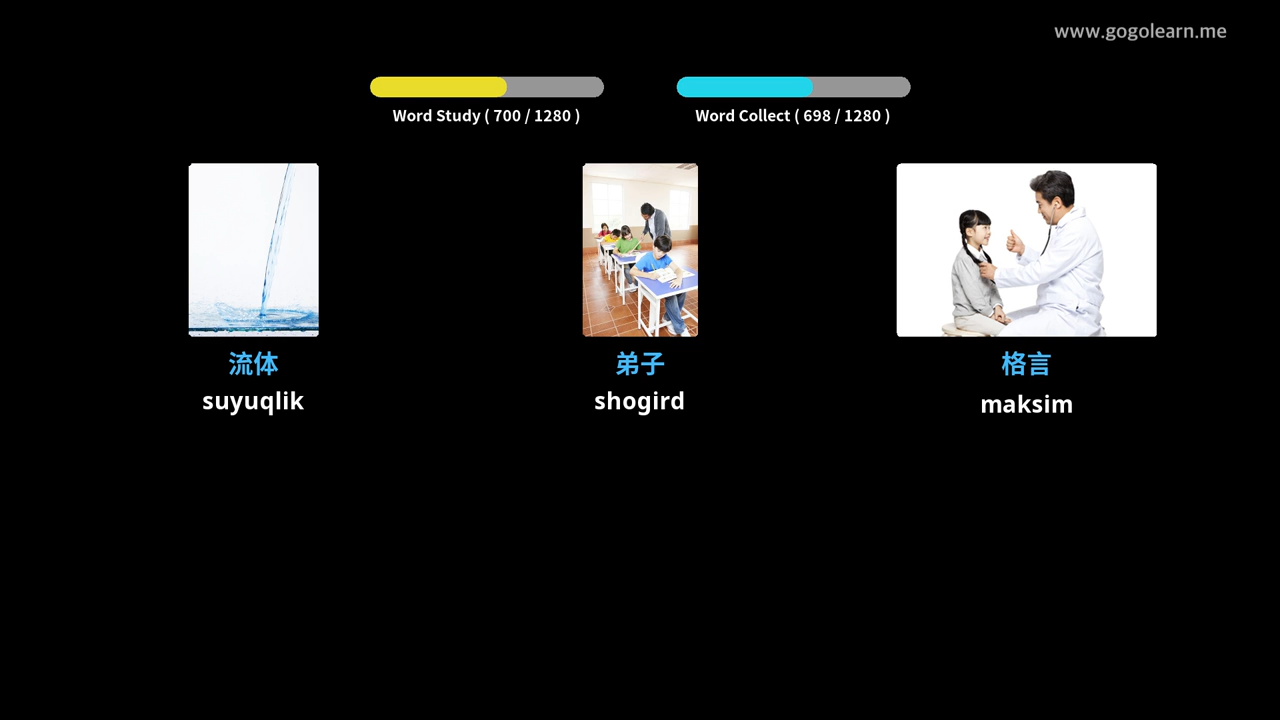 www.gogolearn.me
Word Study ( 700 / 1280 )
Word Collect ( 698 / 1280 )
流体
suyuqlik
弟子
shogird
格言
maksim